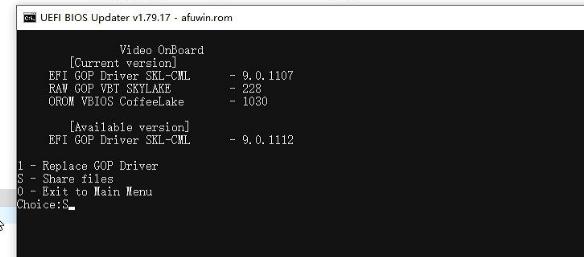 UEFI BIOS Updater v1.79.17 - afuwin.rom
Video OnBoard
[Current version]
EFI GOP Driver SKL-CML - 9.0.1107
RAW GOP VBT SKYLAKE - 228
OROM VBIOS CoffeeLake - 1030
[Available version]
EFI GOP Driver SKL-CML - 9.0.1112
1 - Replace GOP Driver
S - Share files
0 - Exit to Main Menu
Choice:S